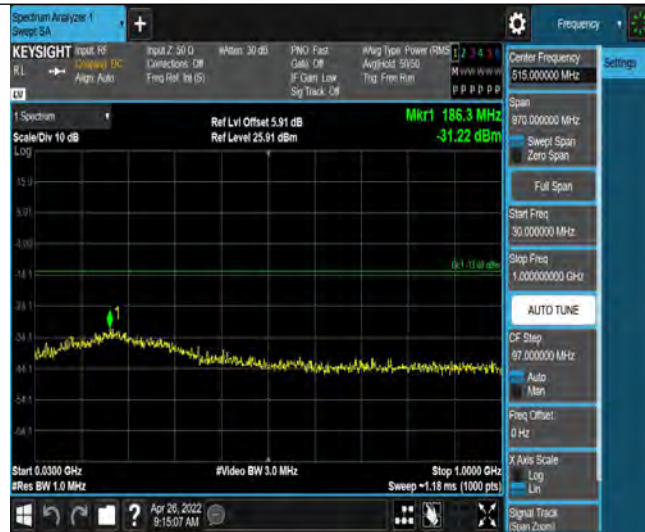 Spectrum Analyzer 1
Swept SA
Frequency
KEYSIGHT
Input: RF
Coupling: DC
Align: Auto
Input Z: 50 Ω
Corrections: Off
Freq Ref: Int (S)
#Atten: 30 dB
PNO: Fast
Gate: Off
IF Gain: Low
Sig Track: Off
#Avg Type: Power (RMS)
Avg|Hold: 50/50
Trig: Free Run
1 2 3 4 5 6
M W W W W W
P P P P P P
RL
LV
1 Spectrum
Scale/Div 10 dB
Log
Ref Lvl Offset 5.91 dB
Ref Level 25.91 dBm
Mkr1 186.3 MHz
-31.22 dBm
15.9
5.91
-4.09
-14.1
-24.1
-34.1
-44.1
-54.1
-64.1
1
Start 0.0300 GHz
#Res BW 1.0 MHz
#Video BW 3.0 MHz
Stop 1.0000 GHz
Sweep ~1.18 ms (1000 pts)
Center Frequency
515.000000 MHz
Settings
Span
970.000000 MHz
Swept Span
Zero Span
Full Span
Start Freq
30.000000 MHz
Stop Freq
1.000000000 GHz
AUTO TUNE
CF Step
97.000000 MHz
Auto
Man
Freq Offset
0 Hz
X Axis Scale
Log
Lin
Signal Track
(Span Zoom)
?
Apr 26, 2022
9:15:07 AM